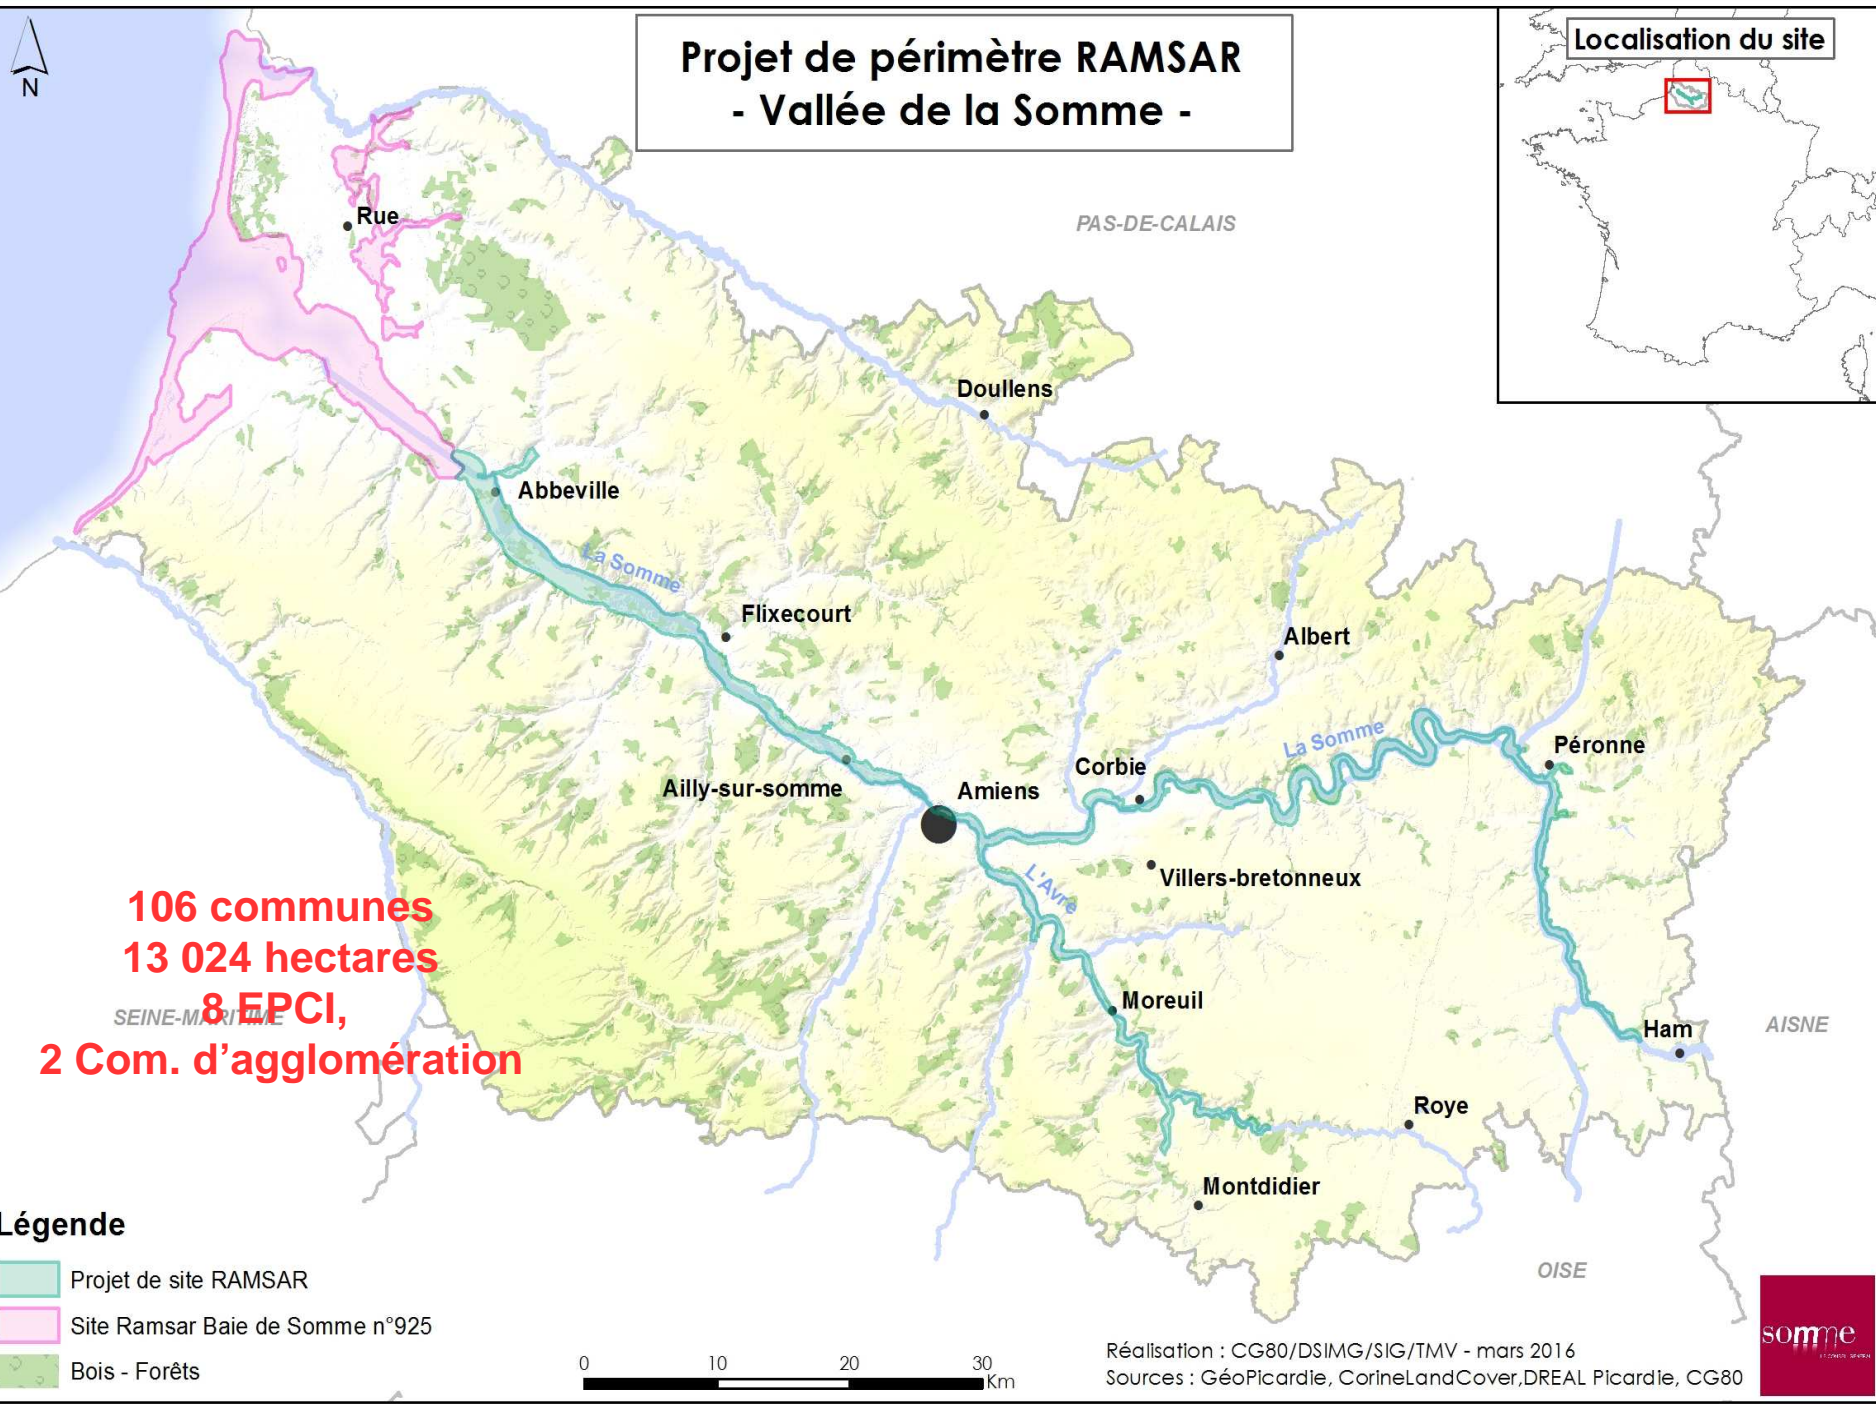 Projet de périmètre RAMSAR
- Vallée de la Somme -
Localisation du site
N
PAS-DE-CALAIS
Rue
Doullens
Abbeville
La Somme
Flixecourt
Albert
La Somme
Péronne
Corbie
Ailly-sur-somme
Amiens
Villers-bretonneux
L'Avre
106 communes
13 024 hectares
8 EPCI,
2 Com. d'agglomération
SEINE-MARITIME
Moreuil
Ham
AISNE
Roye
Montdidier
OISE
Légende
Projet de site RAMSAR
Site Ramsar Baie de Somme n°925
Bois - Forêts
0 10 20 30
Km
Réalisation : CG80/DSIMG/SIG/TMV - mars 2016
Sources : GéoPicardie, CorineLandCover,DREAL Picardie, CG80
somme